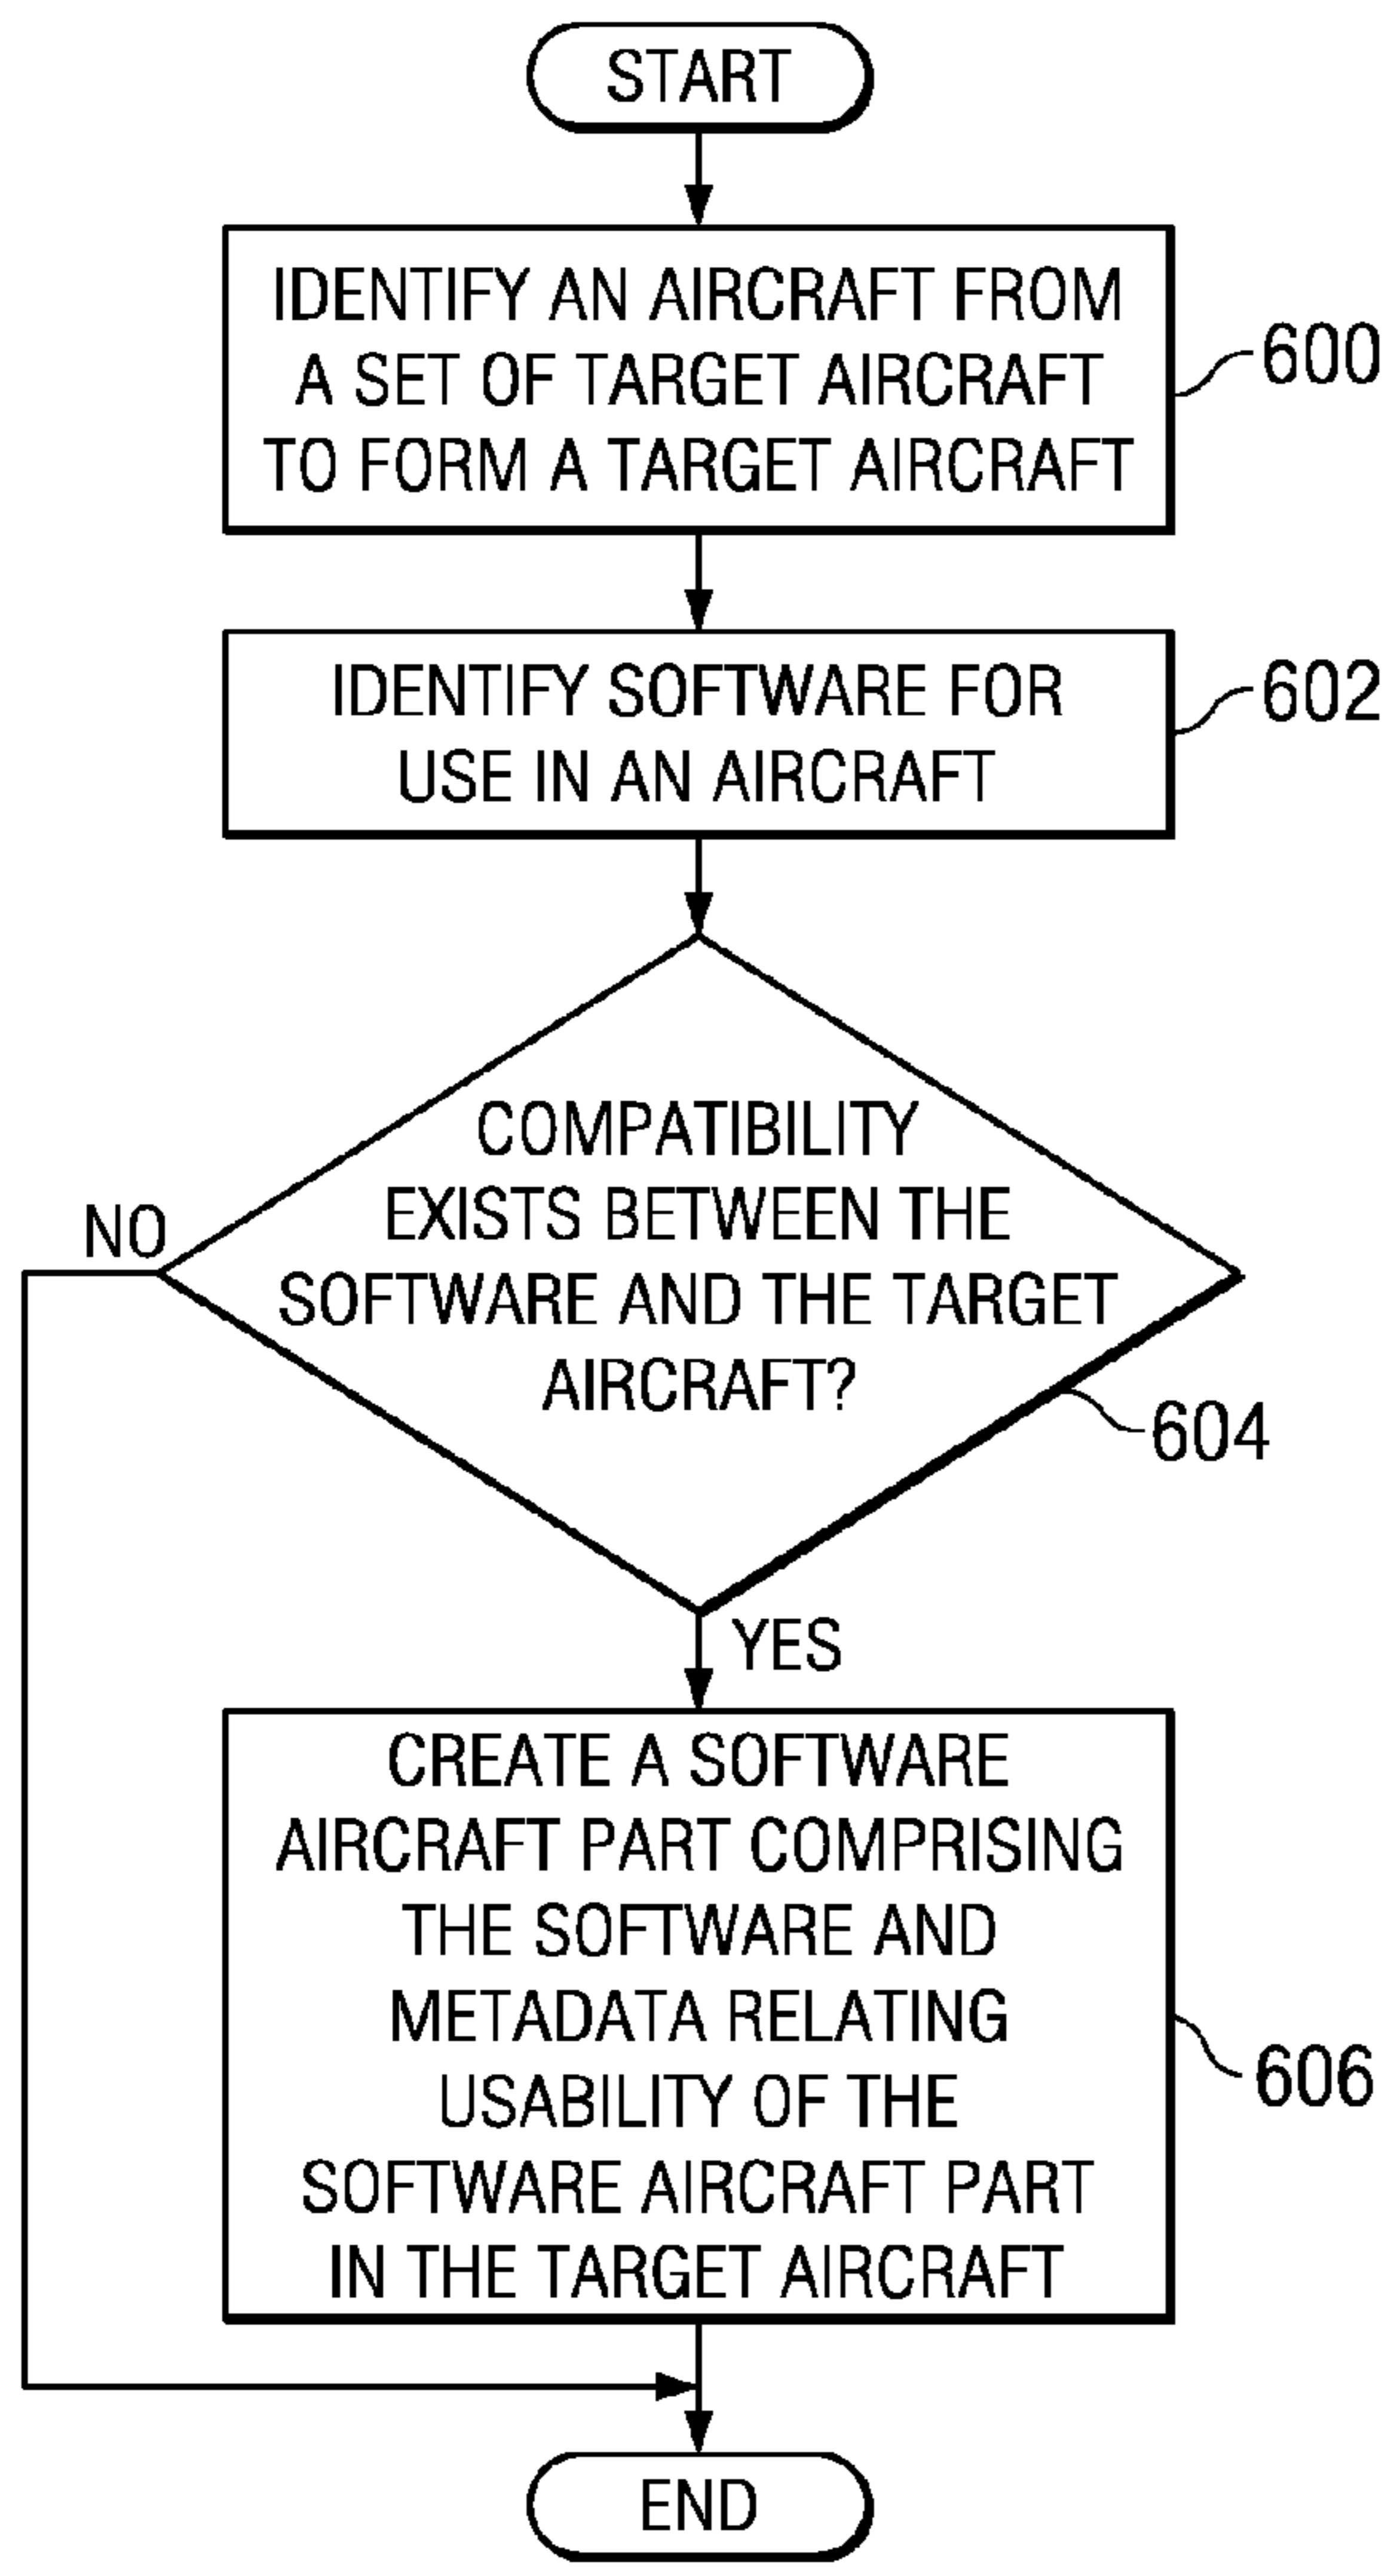 START
IDENTIFY AN AIRCRAFT FROM
A SET OF TARGET AIRCRAFT
TO FORM A TARGET AIRCRAFT
600
IDENTIFY SOFTWARE FOR
USE IN AN AIRCRAFT
602
COMPATIBILITY
EXISTS BETWEEN THE
SOFTWARE AND THE TARGET
AIRCRAFT?
NO
604
YES
CREATE A SOFTWARE
AIRCRAFT PART COMPRISING
THE SOFTWARE AND
METADATA RELATING
USABILITY OF THE
SOFTWARE AIRCRAFT PART
IN THE TARGET AIRCRAFT
606
END